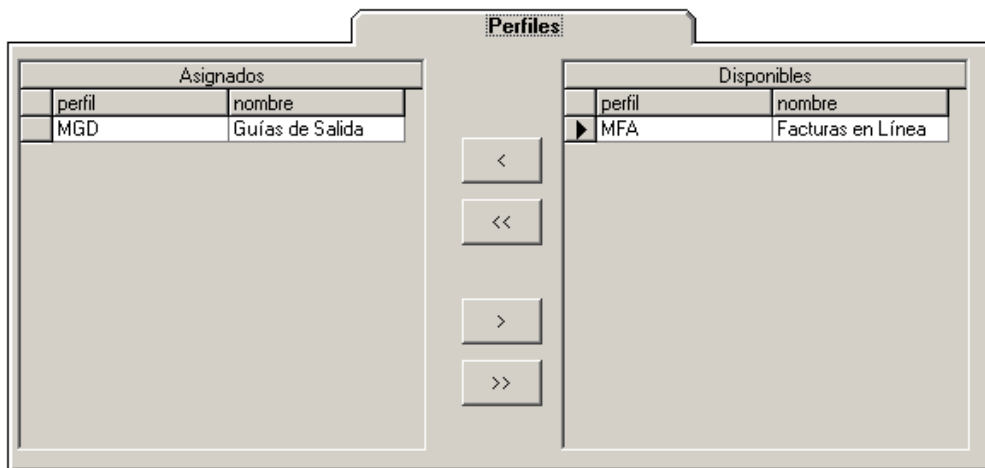 Perfiles
Asignados
perfil nombre
MGD Guías de Salida
<
<<
>
>>
Disponibles
perfil nombre
MFA Facturas en Línea